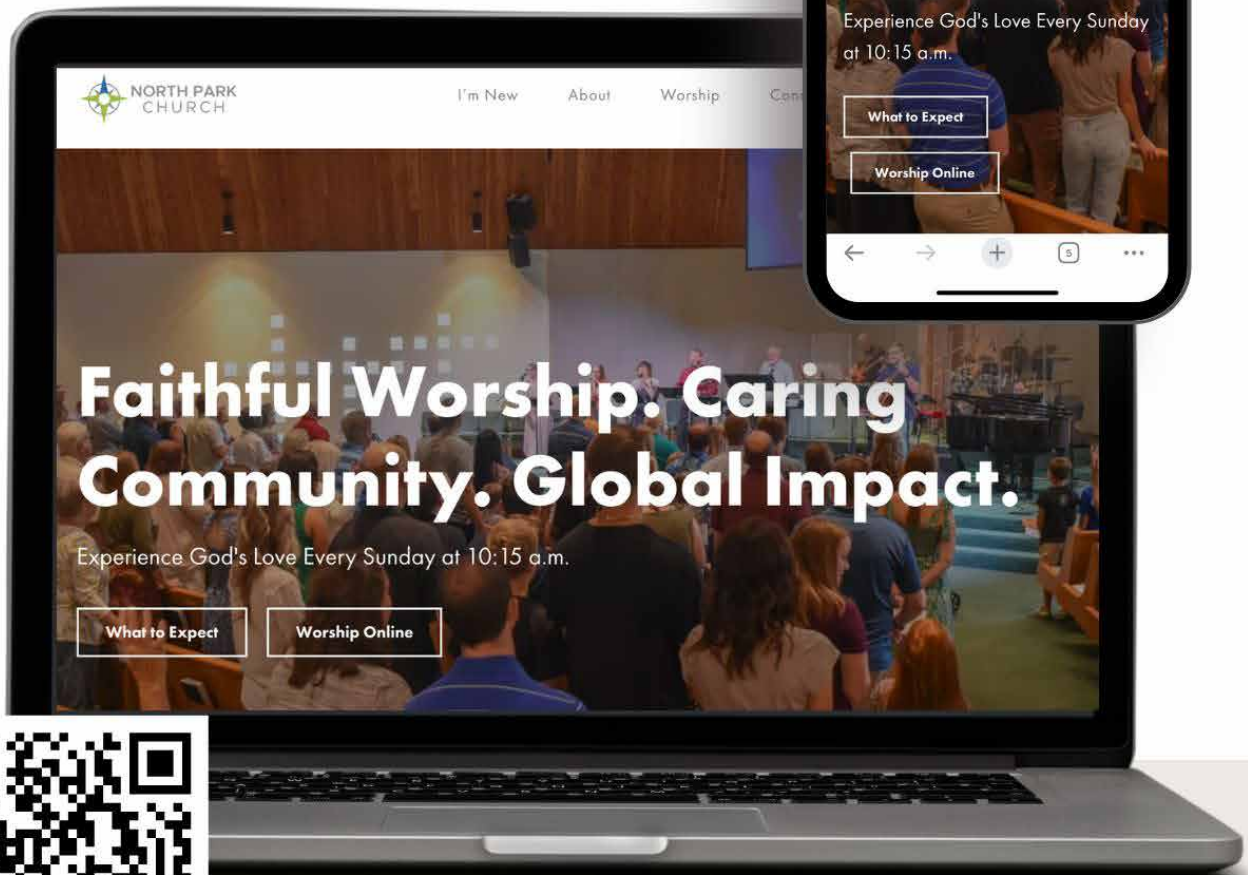 Experience God's Love Every Sunday
at 10:15 a.m.
What to Expect
Worship Online
5
NORTH PARK
CHURCH
I'm New About Worship
Faithful Worship. Caring
Community. Global Impact.
Experience God's Love Every Sunday at 10:15 a.m.
What to Expect Worship Online